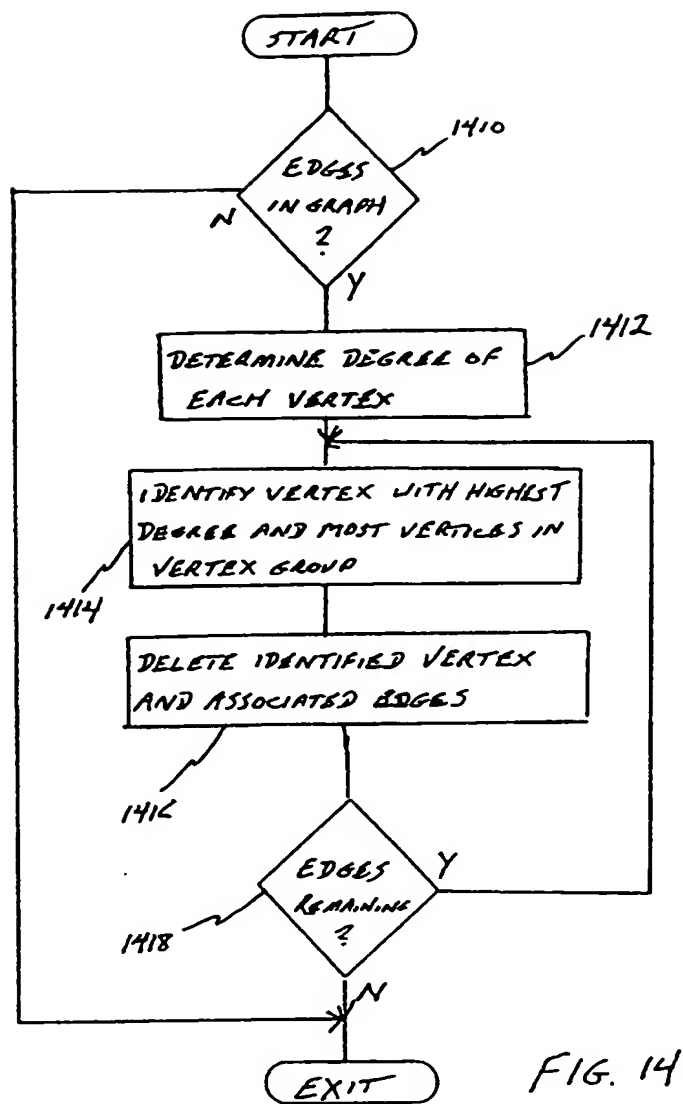 START
1410
EDGES
IN GRAPH
?
N
Y
1412
DETERMINE DEGREE OF
EACH VERTEX
IDENTIFY VERTEX WITH HIGHEST
DEGREE AND MOST VERTICES IN
VERTEX GROUP
1414
DELETE IDENTIFIED VERTEX
AND ASSOCIATED EDGES
1416
EDGES
REMAINING
?
Y
1418
N
EXIT
FIG. 14